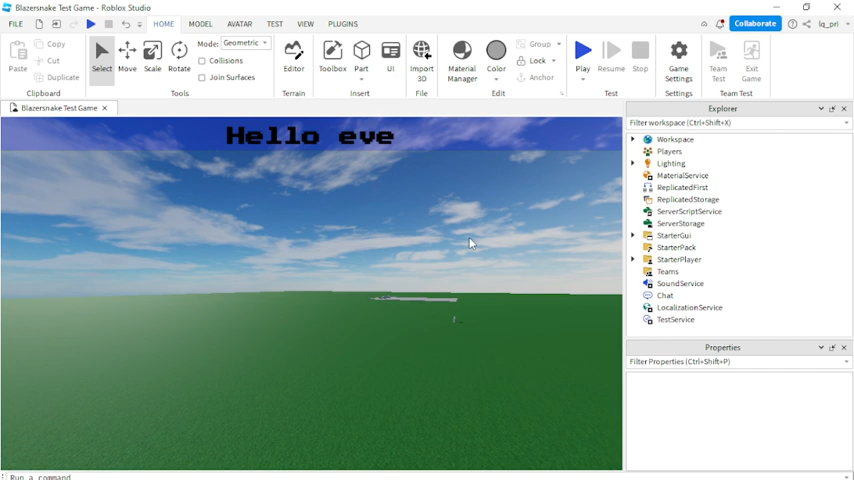 Blazersnake Test Game - Roblox Studio
FILE HOME MODEL AVATAR TEST VIEW PLUGINS Collaborate lq_pri
Paste Copy Cut Duplicate Clipboard
Select Move Scale Rotate Mode: Geometric Collisions Join Surfaces Tools
Editor Terrain
Toolbox Part UI Insert
Import 3D File
Material Manager Color Group Lock Anchor Edit
Play Resume Stop Test
Game Settings Settings
Team Test Exit Game Team Test
Blazersnake Test Game
Hello eve
Explorer
Filter workspace (Ctrl+Shift+X)
Workspace
Players
Lighting
MaterialService
ReplicatedFirst
ReplicatedStorage
ServerScriptService
ServerStorage
StarterGui
StarterPack
StarterPlayer
Teams
SoundService
Chat
LocalizationService
TestService
Properties
Filter Properties (Ctrl+Shift+P)
Run a command